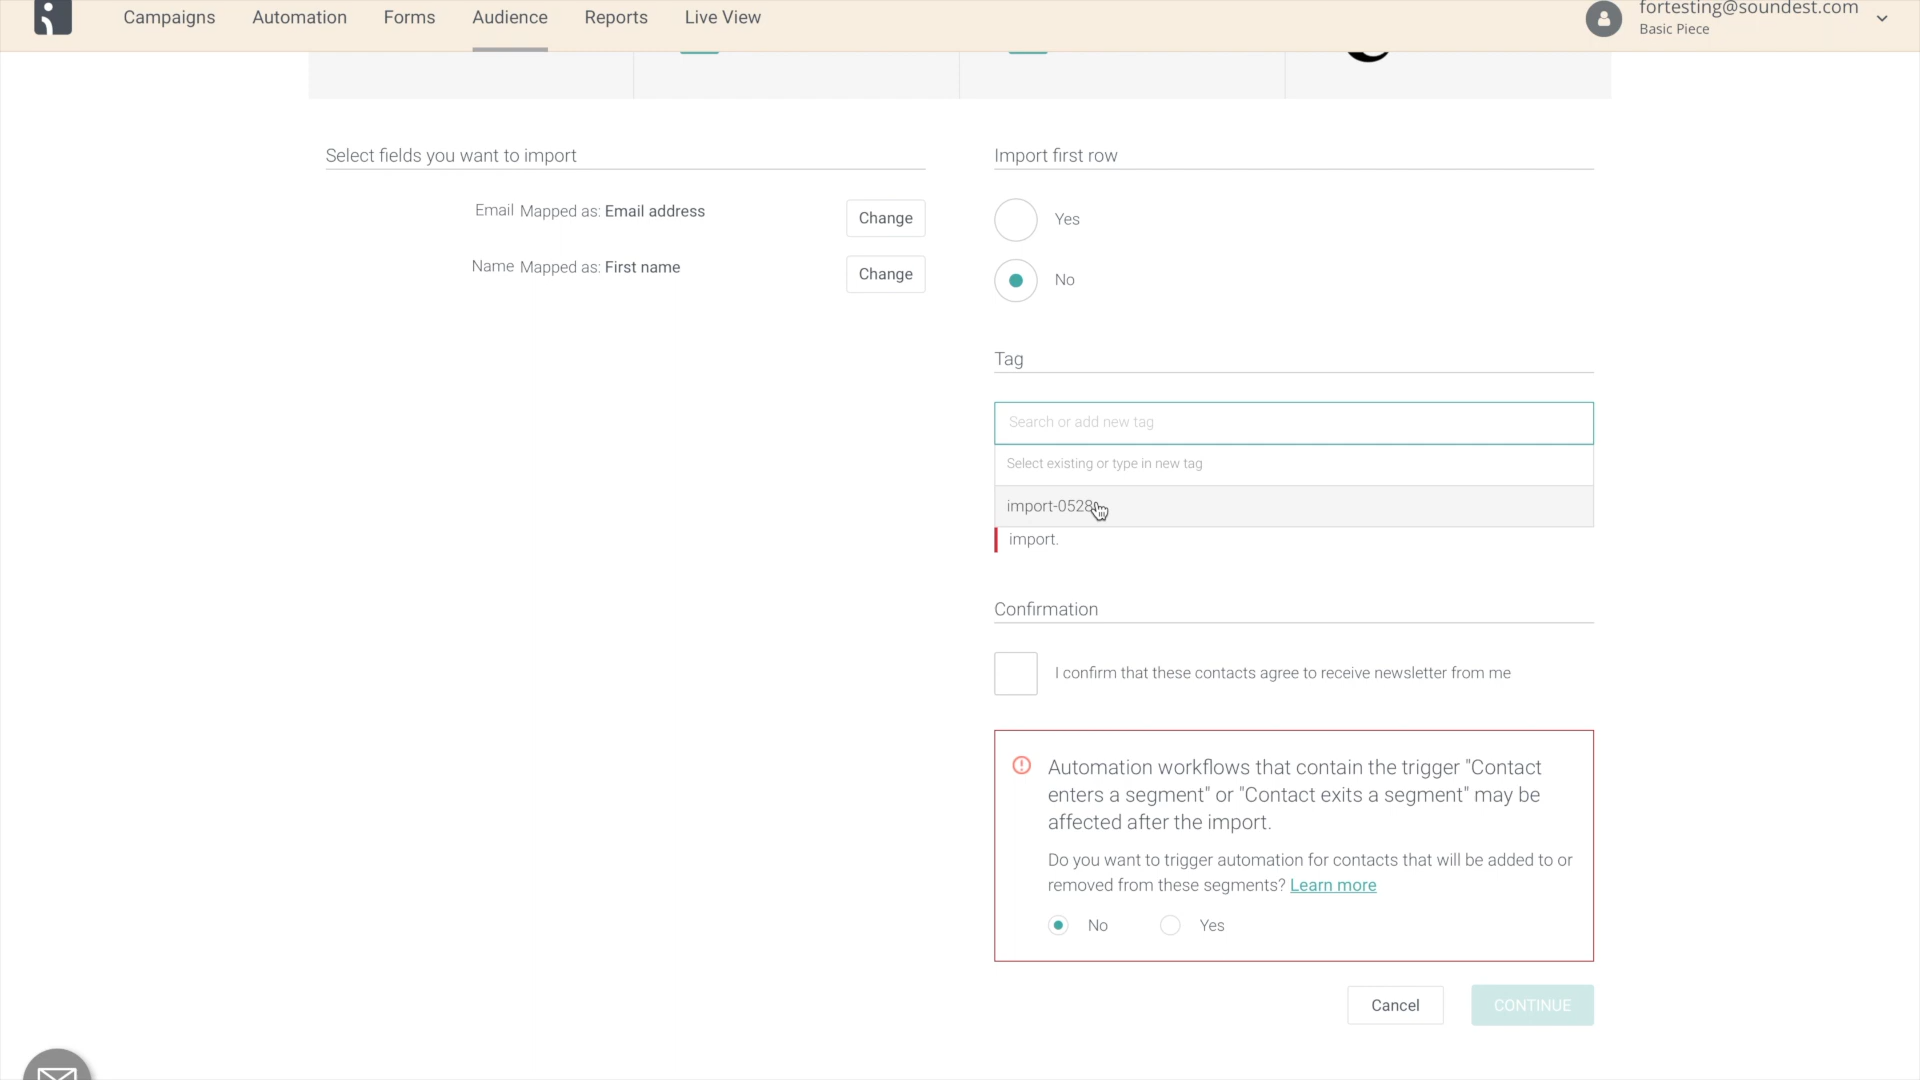 Campaigns Automation Forms Audience Reports Live View
fortesting@soundest.com
Basic Piece
Select fields you want to import
Email Mapped as: Email address Change
Name Mapped as: First name Change
Import first row
Yes
No
Tag
Search or add new tag
Select existing or type in new tag
import-0528
import.
Confirmation
I confirm that these contacts agree to receive newsletter from me
Automation workflows that contain the trigger "Contact
enters a segment" or "Contact exits a segment" may be
affected after the import.
Do you want to trigger automation for contacts that will be added to or
removed from these segments? Learn more
No Yes
Cancel CONTINUE